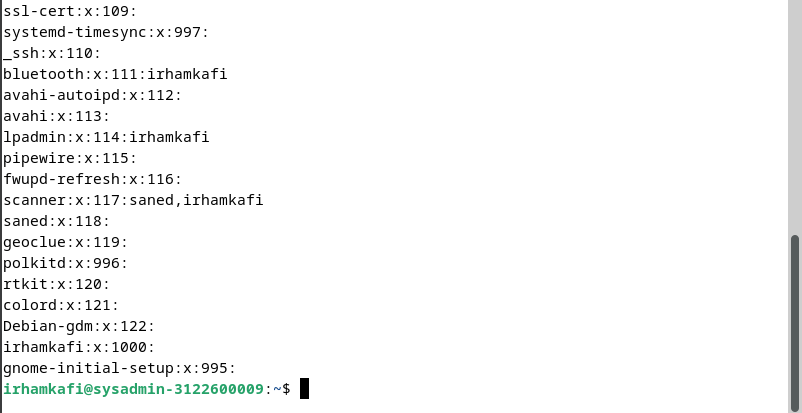 ssl-cert:x:109:
systemd-timesync:x:997:
_ssh:x:110:
bluetooth:x:111:irhamkafi
avahi-autoipd:x:112:
avahi:x:113:
lpadmin:x:114:irhamkafi
pipewire:x:115:
fwupd-refresh:x:116:
scanner:x:117:saned,irhamkafi
saned:x:118:
geoclue:x:119:
polkitd:x:996:
rtkit:x:120:
colord:x:121:
Debian-gdm:x:122:
irhamkafi:x:1000:
gnome-initial-setup:x:995:
irhamkafi@sysadmin-3122600009:~$